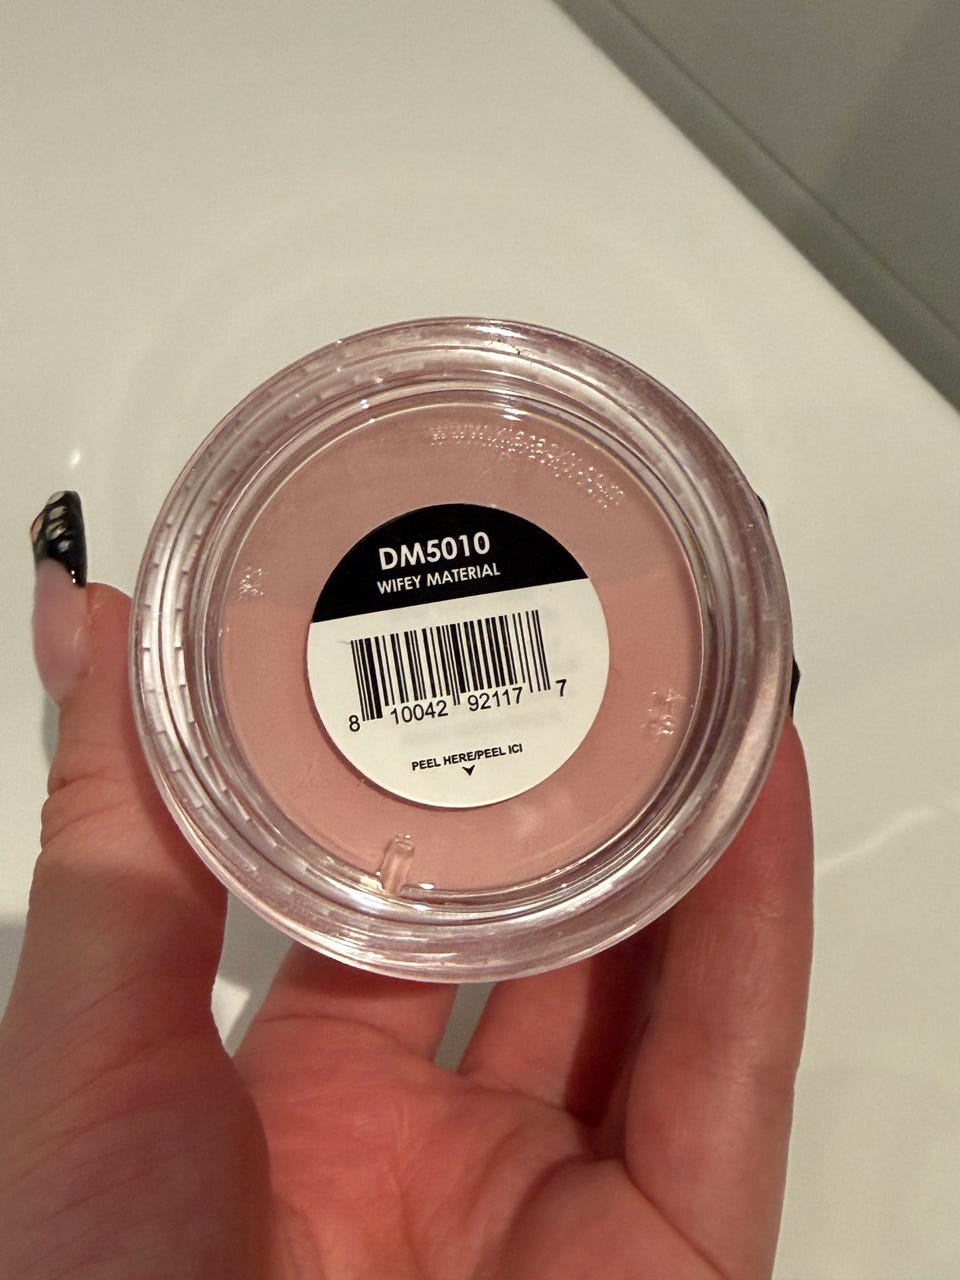 DM5010
WIFEY MATERIAL
8 10042 92117 7
PEEL HERE/PEEL ICI